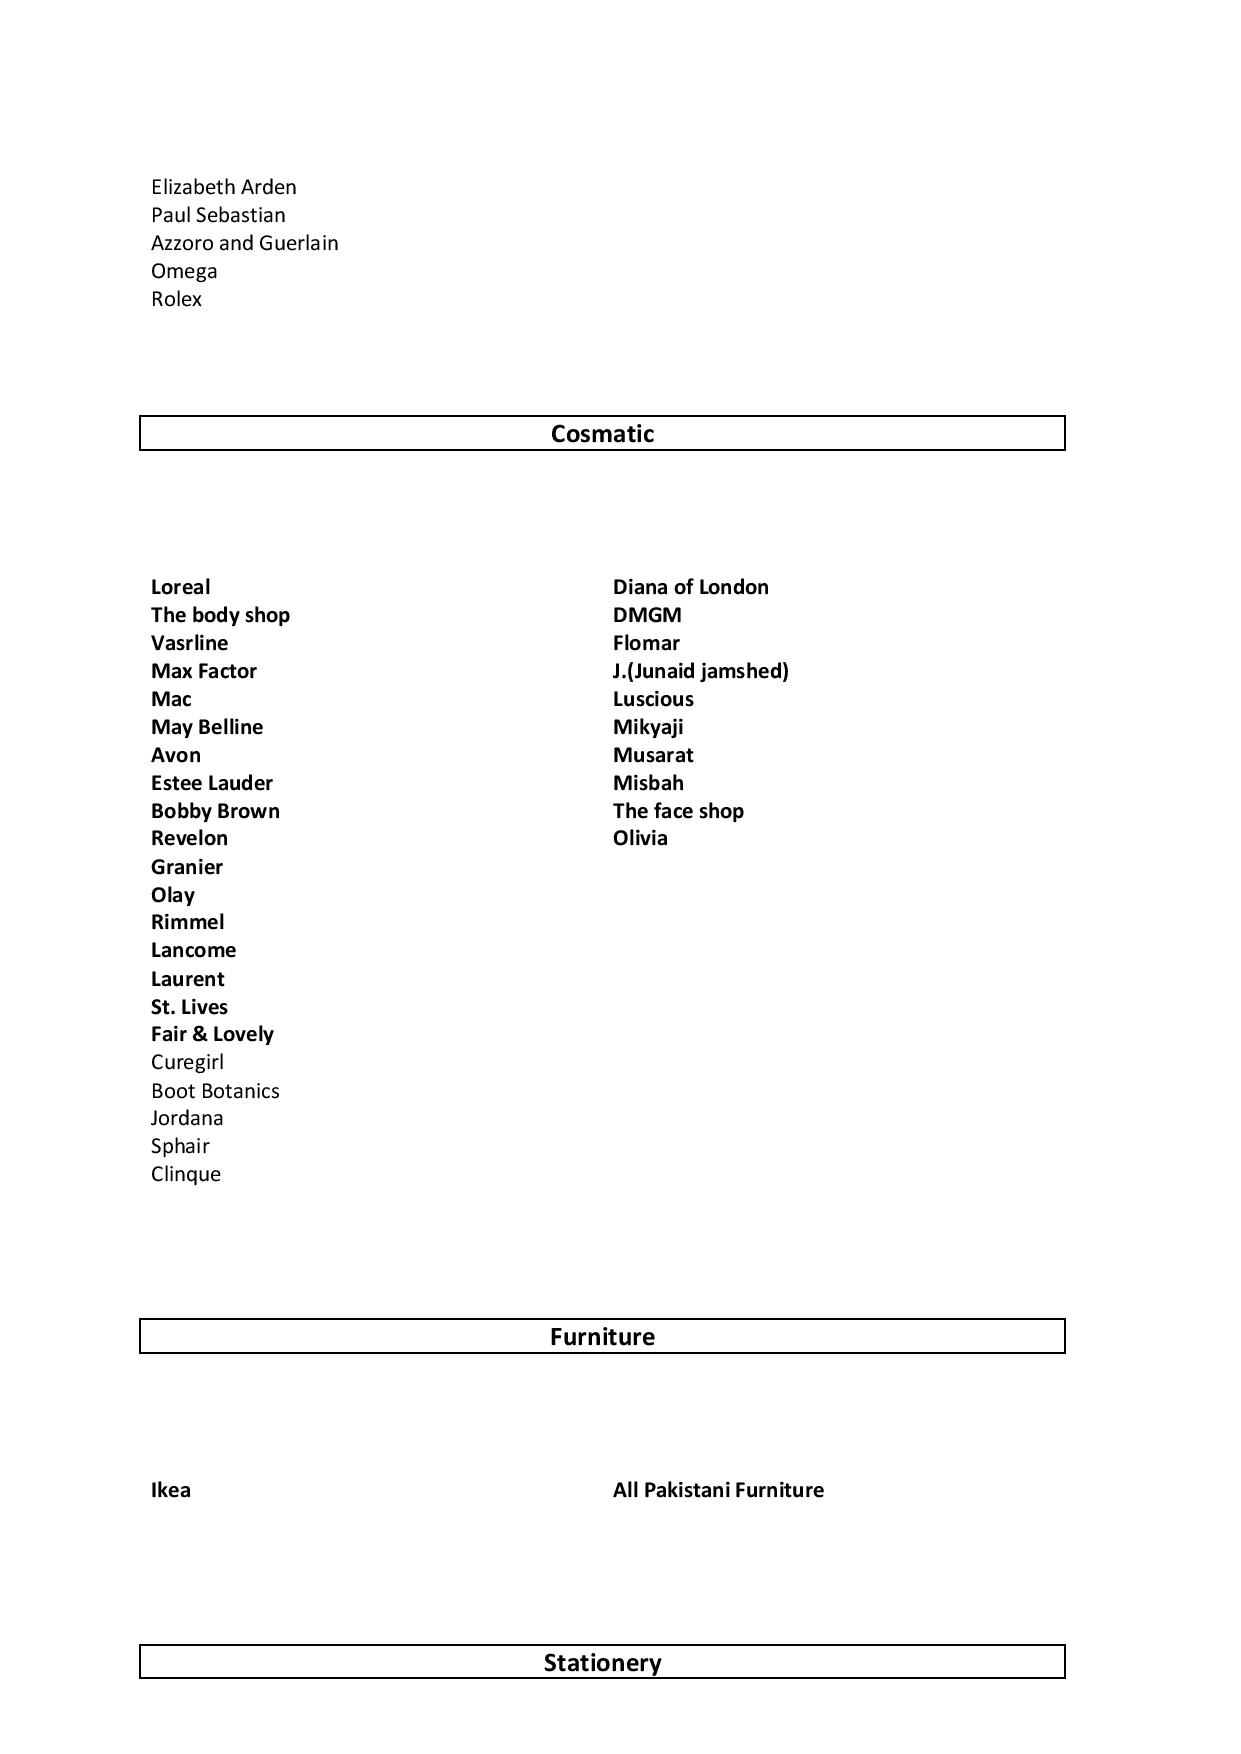 Elizabeth Arden
Paul Sebastian
Azzoro and Guerlain
Omega
Rolex
Cosmatic
Loreal
The body shop
Vasrline
Max Factor
Mac
May Belline
Avon
Estee Lauder
Bobby Brown
Revelon
Granier
Olay
Rimmel
Lancome
Laurent
St. Lives
Fair & Lovely
Curegirl
Boot Botanics
Jordana
Sphair
Clinque
Diana of London
DMGM
Flomar
J.(Junaid jamshed)
Luscious
Mikyaji
Musarat
Misbah
The face shop
Olivia
Furniture
Ikea
All Pakistani Furniture
Stationery